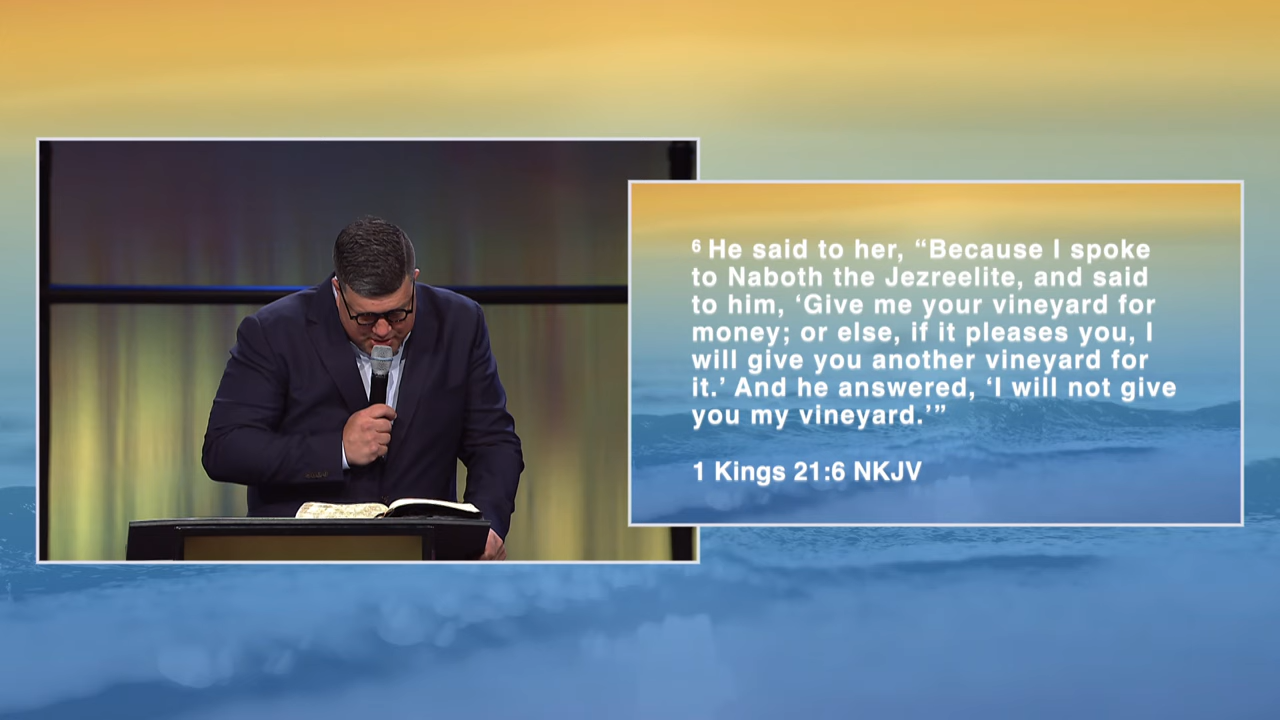 6 He said to her, “Because I spoke
to Naboth the Jezreelite, and said
to him, ‘Give me your vineyard for
money; or else, if it pleases you, I
will give you another vineyard for
it.’ And he answered, ‘I will not give
you my vineyard.’”
1 Kings 21:6 NKJV